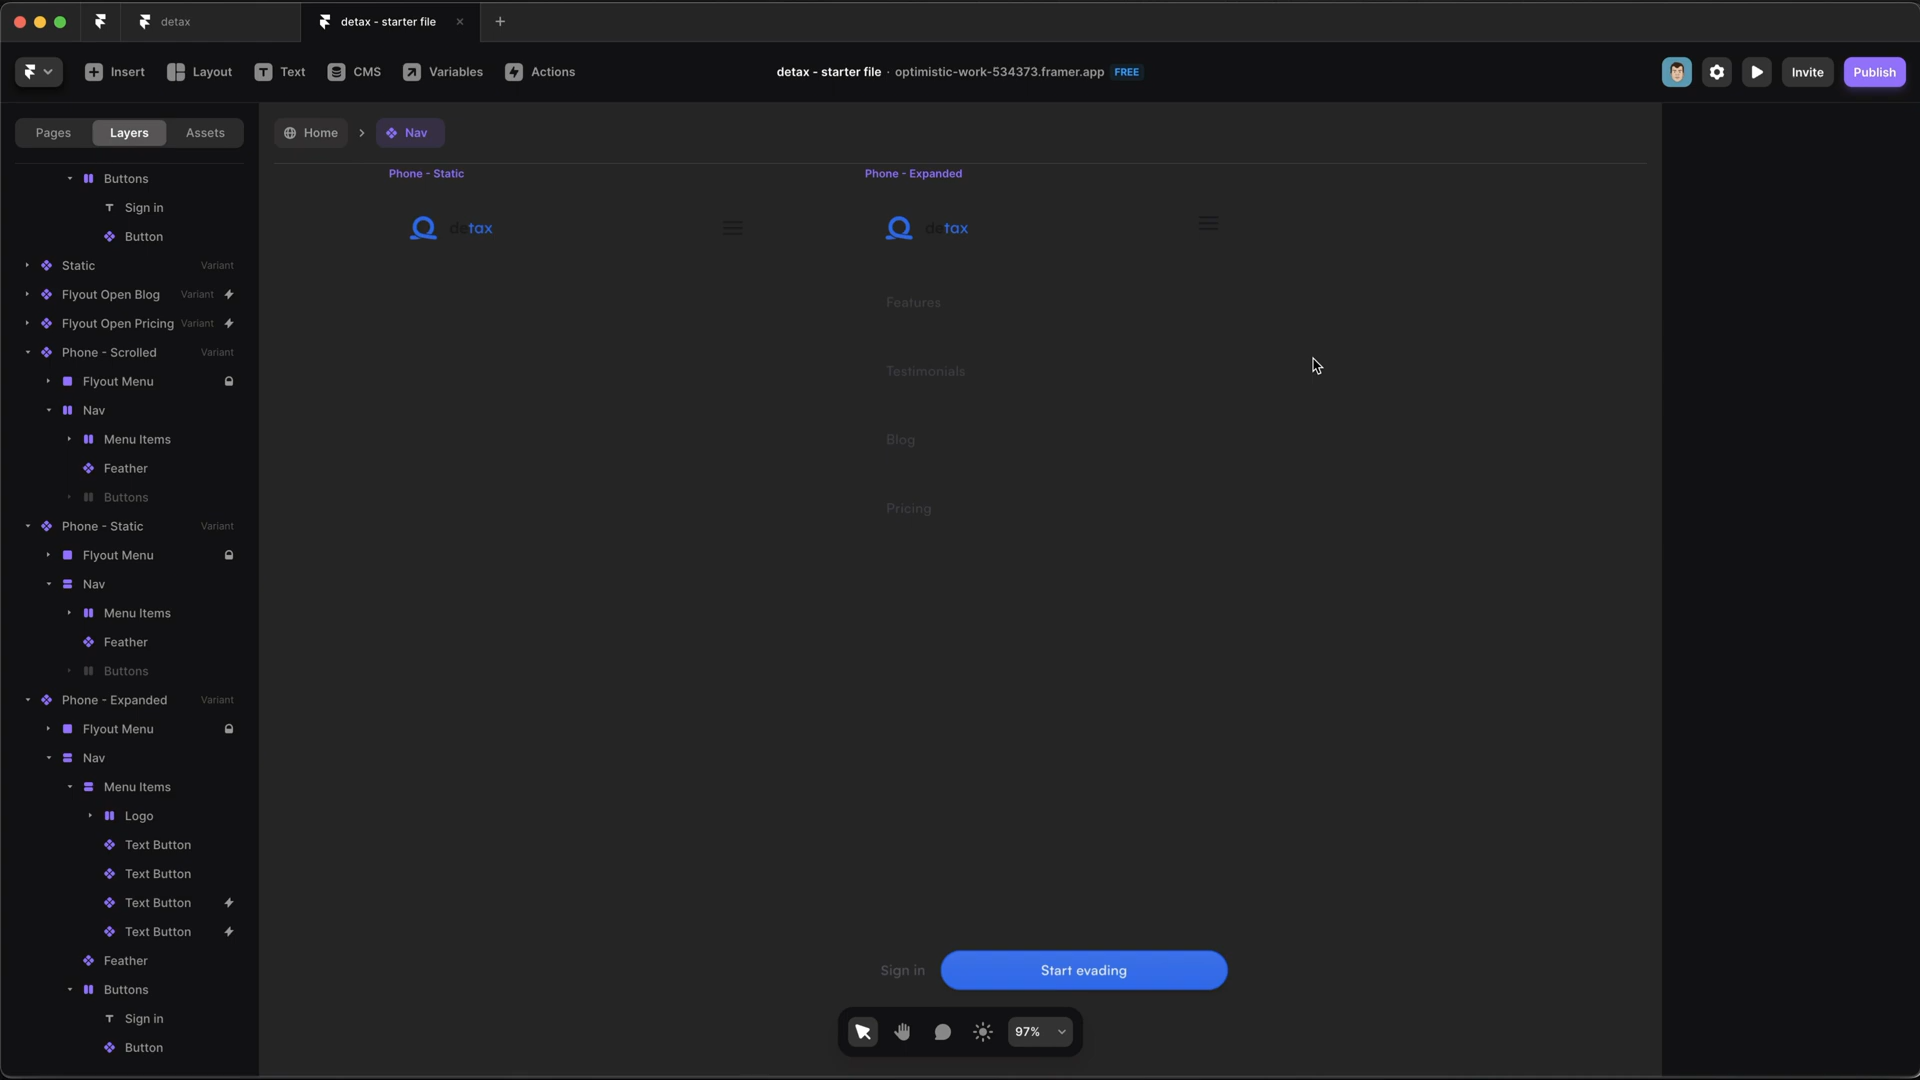 detax
detax - starter file
Insert
Layout
Text
CMS
Variables
Actions
detax - starter file · optimistic-work-534373.framer.app FREE
Invite
Publish
Pages
Layers
Assets
Home
Nav
Buttons
Sign in
Button
Static Variant
Flyout Open Blog Variant
Flyout Open Pricing Variant
Phone - Scrolled Variant
Flyout Menu
Nav
Menu Items
Feather
Buttons
Phone - Static Variant
Flyout Menu
Nav
Menu Items
Feather
Buttons
Phone - Expanded Variant
Flyout Menu
Nav
Menu Items
Logo
Text Button
Text Button
Text Button
Text Button
Feather
Buttons
Sign in
Button
Phone - Static
detax
Phone - Expanded
detax
Features
Testimonials
Blog
Pricing
Sign in
Start evading
97%